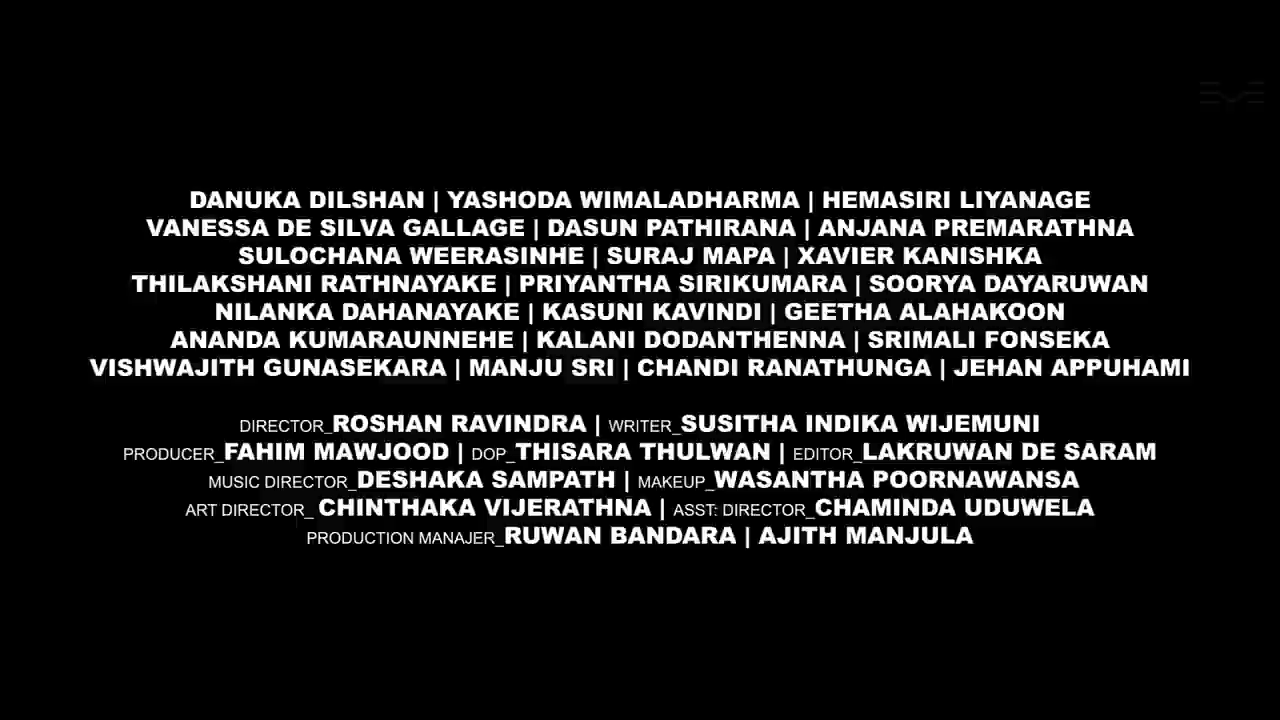 DANUKA DILSHAN | YASHODA WIMALADHARMA | HEMASIRI LIYANAGE
VANESSA DE SILVA GALLAGE | DASUN PATHIRANA | ANJANA PREMARATHNA
SULOCHANA WEERASINHE | SURAJ MAPA | XAVIER KANISHKA
THILAKSHANI RATHNAYAKE | PRIYANTHA SIRIKUMARA | SOORYA DAYARUWAN
NILANKA DAHANAYAKE | KASUNI KAVINDI | GEETHA ALAHAKOON
ANANDA KUMARAUNNEHE | KALANI DODANTHENNA | SRIMALI FONSEKA
VISHWAJITH GUNASEKARA | MANJU SRI | CHANDI RANATHUNGA | JEHAN APPUHAMI
DIRECTOR_ROSHAN RAVINDRA | WRITER_SUSITHA INDIKA WIJEMUNI
PRODUCER_FAHIM MAWJOOD | DOP_THISARA THULWAN | EDITOR_LAKRUWAN DE SARAM
MUSIC DIRECTOR_DESHAKA SAMPATH | MAKEUP_WASANTHA POORNAWANSA
ART DIRECTOR_ CHINTHAKA VIJERATHNA | ASST: DIRECTOR_CHAMINDA UDUWELA
PRODUCTION MANAJER_RUWAN BANDARA | AJITH MANJULA